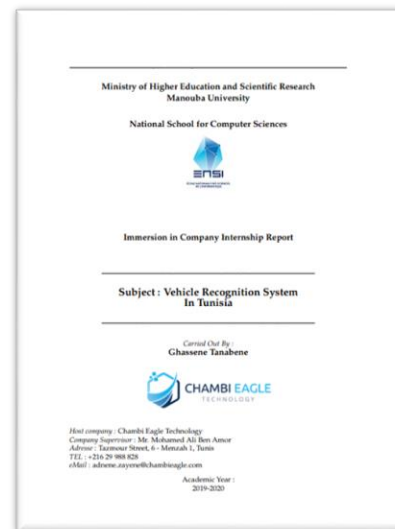 Ministry of Higher Education and Scientific Research
Manouba University
National School for Computer Sciences
ENSI
Immersion in Company Internship Report
Subject : Vehicle Recognition System
In Tunisia
Carried Out By :
Ghassene Tanabene
CHAMBI EAGLE
TECHNOLOGY
Host company : Chambi Eagle Technology
Company Supervisor : Mr. Mohamed Ali Ben Amor
Adresse : Tazmour Street, 6 - Menzah 1, Tunis
TEL : +216 29 988 828
eMail : adnene.zayene@chambieagle.com
Academic Year :
2019-2020